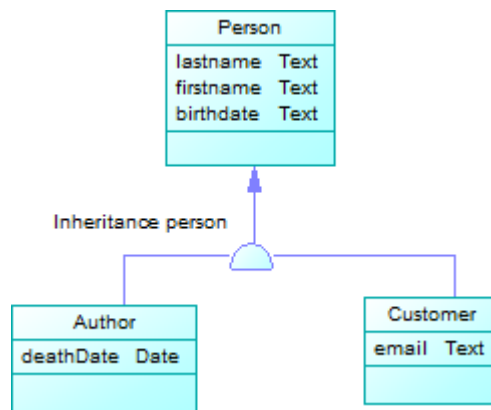 Person
lastname Text
firstname Text
birthdate Text
Inheritance person
Author
deathDate Date
Customer
email Text